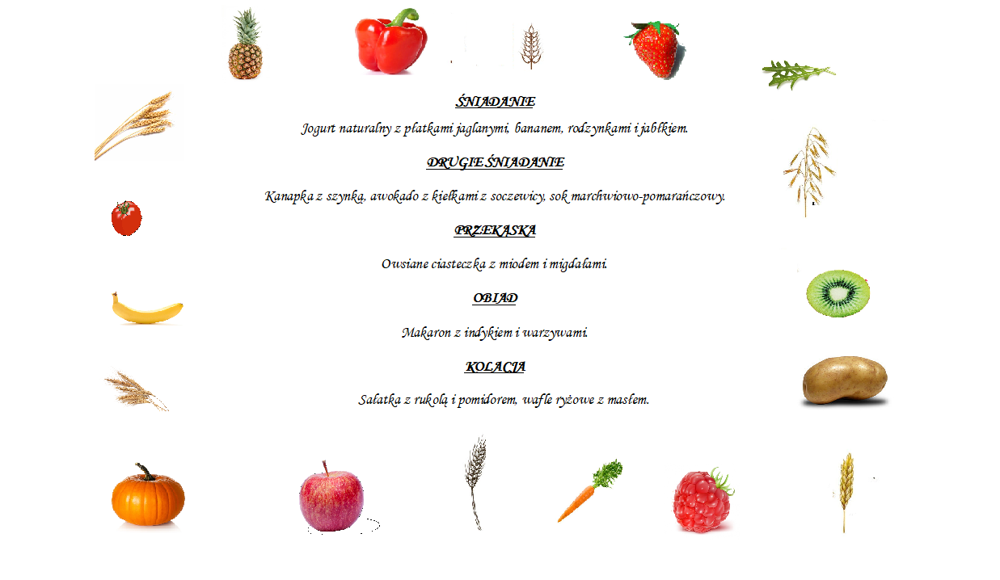 ŚNIADANIE
Jogurt naturalny z płatkami jaglanymi, bananem, rodzynkami i jabłkiem.
DRUGIE ŚNIADANIE
Kanapka z szynką, awokado z kiełkami z soczewicy, sok marchwiowo-pomarańczowy.
PRZEKĄSKA
Owsiane ciasteczka z miodem i migdałami.
OBIAD
Makaron z indykiem i warzywami.
KOLACJA
Sałatka z rukolą i pomidorem, wafle ryżowe z masłem.